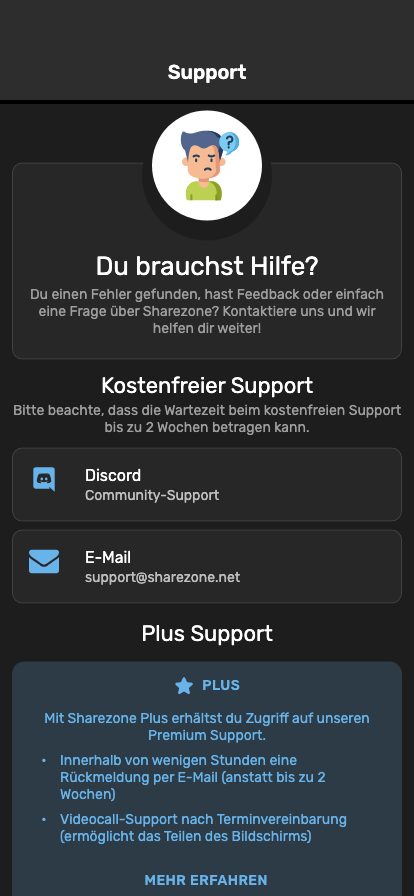 Support
?
Du brauchst Hilfe?
Du einen Fehler gefunden, hast Feedback oder einfach
eine Frage über Sharezone? Kontaktiere uns und wir
helfen dir weiter!
Kostenfreier Support
Bitte beachte, dass die Wartezeit beim kostenfreien Support
bis zu 2 Wochen betragen kann.
Discord
Community-Support
E-Mail
support@sharezone.net
Plus Support
PLUS
Mit Sharezone Plus erhältst du Zugriff auf unseren
Premium Support.
• Innerhalb von wenigen Stunden eine
Rückmeldung per E-Mail (anstatt bis zu 2
Wochen)
• Videocall-Support nach Terminvereinbarung
(ermöglicht das Teilen des Bildschirms)
MEHR ERFAHREN